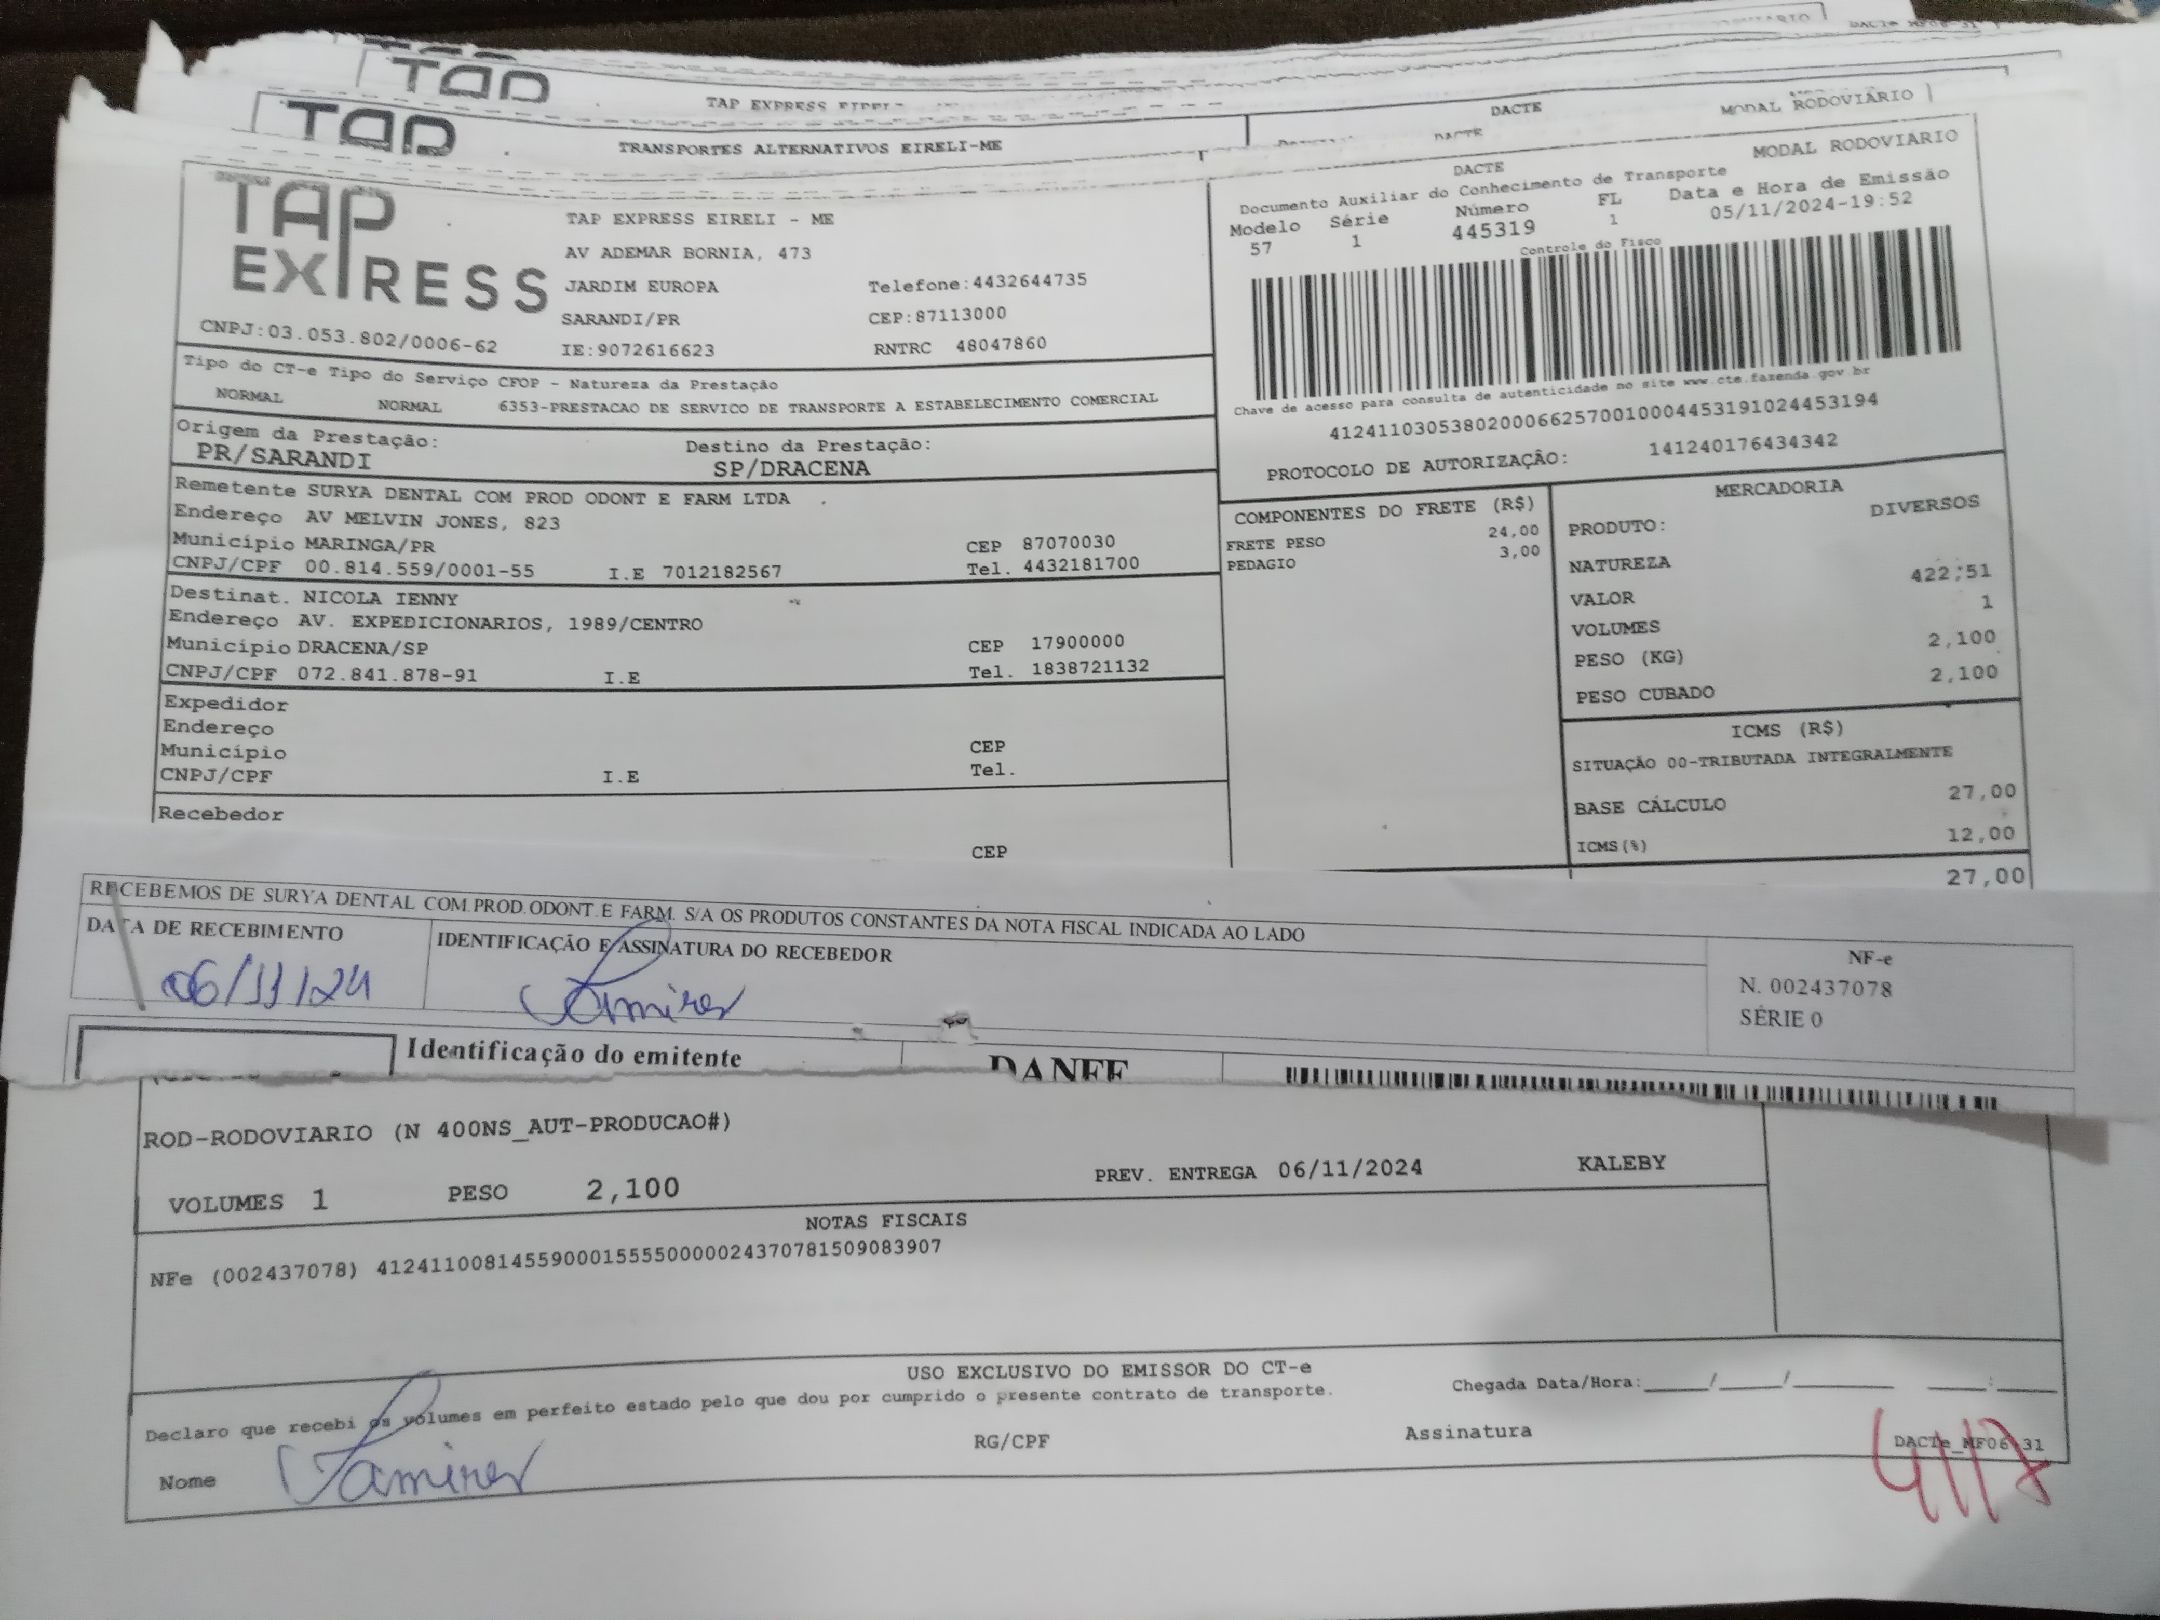 TAP
TAP EXPRESS EIRELI
DACTE
MODAL RODOVIÁRIO
TAP
TRANSPORTES ALTERNATIVOS EIRELI-ME
DACTE
MODAL RODOVIÁRIO
TAP EXPRESS
TAP EXPRESS EIRELI - ME
AV ADEMAR BORNIA, 473
JARDIM EUROPA Telefone:4432644735
SARANDI/PR CEP:87113000
CNPJ:03.053.802/0006-62 IE:9072616623 RNTRC 48047860
DACTE
Documento Auxiliar do Conhecimento de Transporte
Modelo Série Número FL Data e Hora de Emissão
57 1 445319 1 05/11/2024-19:52
Controle do Fisco
Chave de acesso para consulta de autenticidade no site www.cte.fazenda.gov.br
41241103053802000662570010004453191024453194
PROTOCOLO DE AUTORIZAÇÃO: 141240176434342
Tipo do CT-e Tipo do Serviço CFOP - Natureza da Prestação
NORMAL NORMAL 6353-PRESTACAO DE SERVICO DE TRANSPORTE A ESTABELECIMENTO COMERCIAL
Origem da Prestação: Destino da Prestação:
PR/SARANDI SP/DRACENA
Remetente SURYA DENTAL COM PROD ODONT E FARM LTDA
Endereço AV MELVIN JONES, 823
Município MARINGA/PR CEP 87070030
CNPJ/CPF 00.814.559/0001-55 I.E 7012182567 Tel. 4432181700
Destinat. NICOLA IENNY
Endereço AV. EXPEDICIONARIOS, 1989/CENTRO
Município DRACENA/SP CEP 17900000
CNPJ/CPF 072.841.878-91 I.E Tel. 1838721132
Expedidor
Endereço
Município CEP
CNPJ/CPF I.E Tel.
Recebedor
CEP
COMPONENTES DO FRETE (R$)
FRETE PESO 24,00
PEDAGIO 3,00
MERCADORIA
PRODUTO: DIVERSOS
NATUREZA
VALOR 422,51
VOLUMES 1
PESO (KG) 2,100
PESO CUBADO 2,100
ICMS (R$)
SITUAÇÃO 00-TRIBUTADA INTEGRALMENTE
BASE CÁLCULO 27,00
ICMS(%) 12,00
27,00
RECEBEMOS DE SURYA DENTAL COM.PROD.ODONT.E FARM. S/A OS PRODUTOS CONSTANTES DA NOTA FISCAL INDICADA AO LADO
DATA DE RECEBIMENTO IDENTIFICAÇÃO E ASSINATURA DO RECEBEDOR
06/11/24
NF-e
N. 002437078
SÉRIE 0
Identificação do emitente DANFE
ROD-RODOVIARIO (N 400NS_AUT-PRODUCAO#)
VOLUMES 1 PESO 2,100 PREV. ENTREGA 06/11/2024 KALEBY
NOTAS FISCAIS
NFe (002437078) 41241100814559000155550000024370781509083907
USO EXCLUSIVO DO EMISSOR DO CT-e
Declaro que recebi os volumes em perfeito estado pelo que dou por cumprido o presente contrato de transporte.
Chegada Data/Hora:_____/_____/________ ______:_____
Nome RG/CPF Assinatura
DACTe_MF06.31